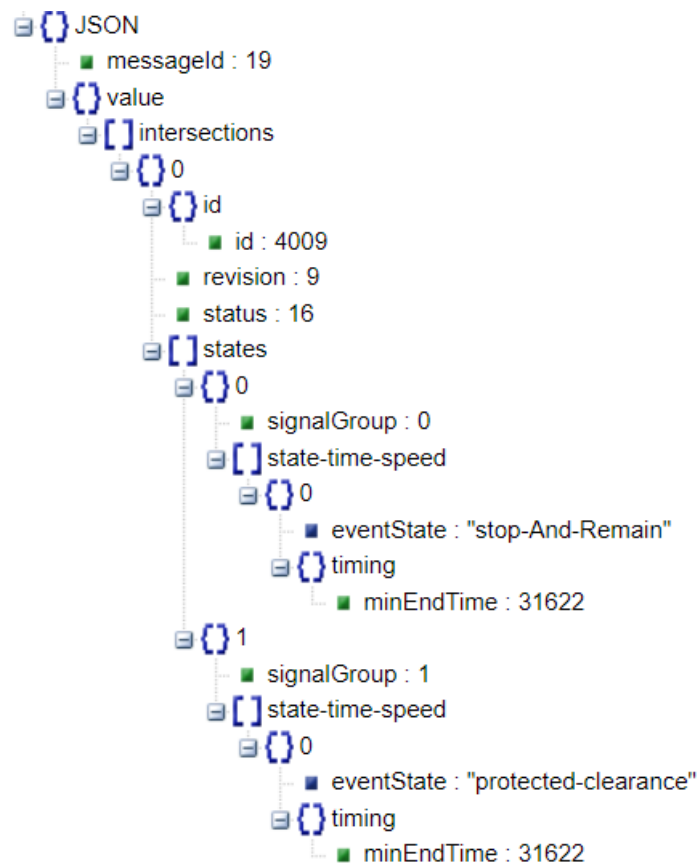 JSON
messageId : 19
value
intersections
0
id
id : 4009
revision : 9
status : 16
states
0
signalGroup : 0
state-time-speed
0
eventState : "stop-And-Remain"
timing
minEndTime : 31622
1
signalGroup : 1
state-time-speed
0
eventState : "protected-clearance"
timing
minEndTime : 31622